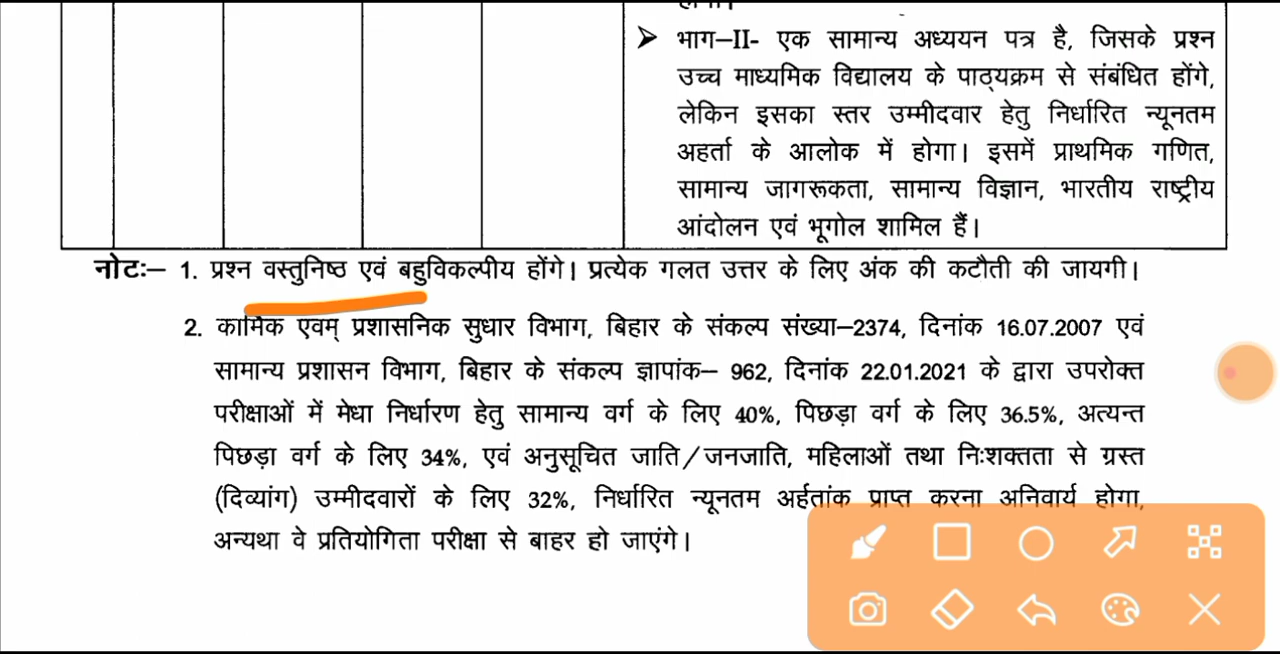 ➢ भाग–II- एक सामान्य अध्ययन पत्र है, जिसके प्रश्न
उच्च माध्यमिक विद्यालय के पाठ्यक्रम से संबंधित होंगे,
लेकिन इसका स्तर उम्मीदवार हेतु निर्धारित न्यूनतम
अहर्ता के आलोक में होगा। इसमें प्राथमिक गणित,
सामान्य जागरूकता, सामान्य विज्ञान, भारतीय राष्ट्रीय
आंदोलन एवं भूगोल शामिल हैं।
नोटः– 1. प्रश्न वस्तुनिष्ठ एवं बहुविकल्पीय होंगे। प्रत्येक गलत उत्तर के लिए अंक की कटौती की जायगी।
2. कार्मिक एवम् प्रशासनिक सुधार विभाग, बिहार के संकल्प संख्या–2374, दिनांक 16.07.2007 एवं
सामान्य प्रशासन विभाग, बिहार के संकल्प ज्ञापांक– 962, दिनांक 22.01.2021 के द्वारा उपरोक्त
परीक्षाओं में मेधा निर्धारण हेतु सामान्य वर्ग के लिए 40%, पिछड़ा वर्ग के लिए 36.5%, अत्यन्त
पिछड़ा वर्ग के लिए 34%, एवं अनुसूचित जाति/जनजाति, महिलाओं तथा निःशक्तता से ग्रस्त
(दिव्यांग) उम्मीदवारों के लिए 32%, निर्धारित न्यूनतम अर्हतांक प्राप्त करना अनिवार्य होगा,
अन्यथा वे प्रतियोगिता परीक्षा से बाहर हो जाएंगे।